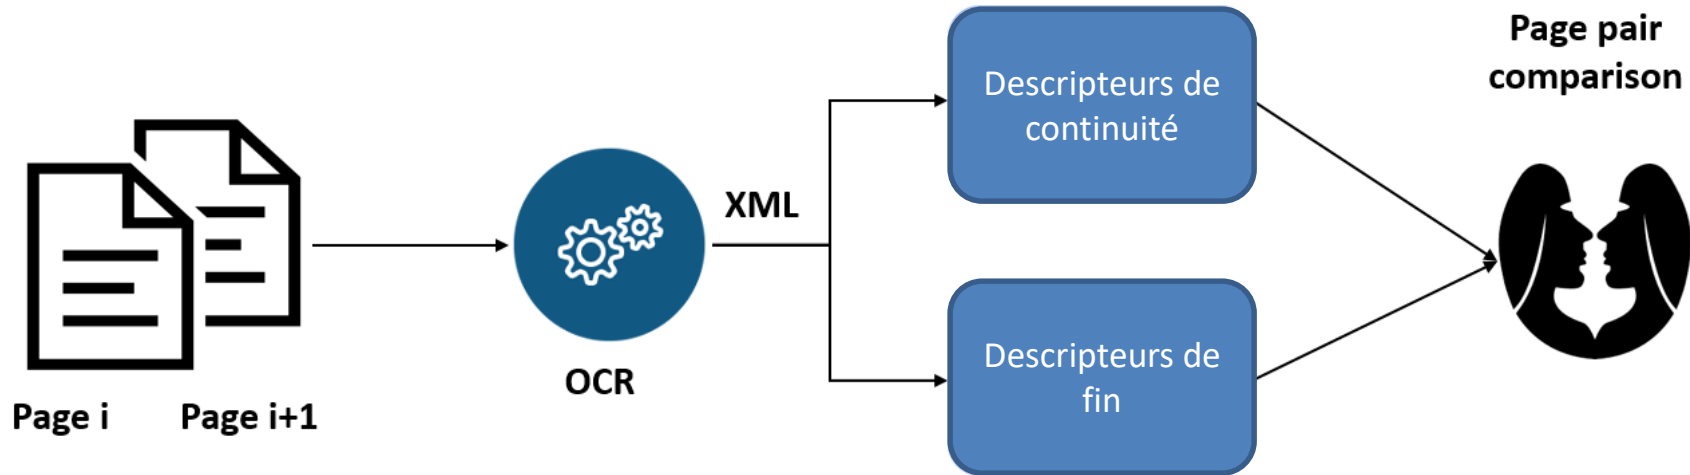 Page i
Page i+1
OCR
XML
Descripteurs de
continuité
Descripteurs de
fin
Page pair
comparison